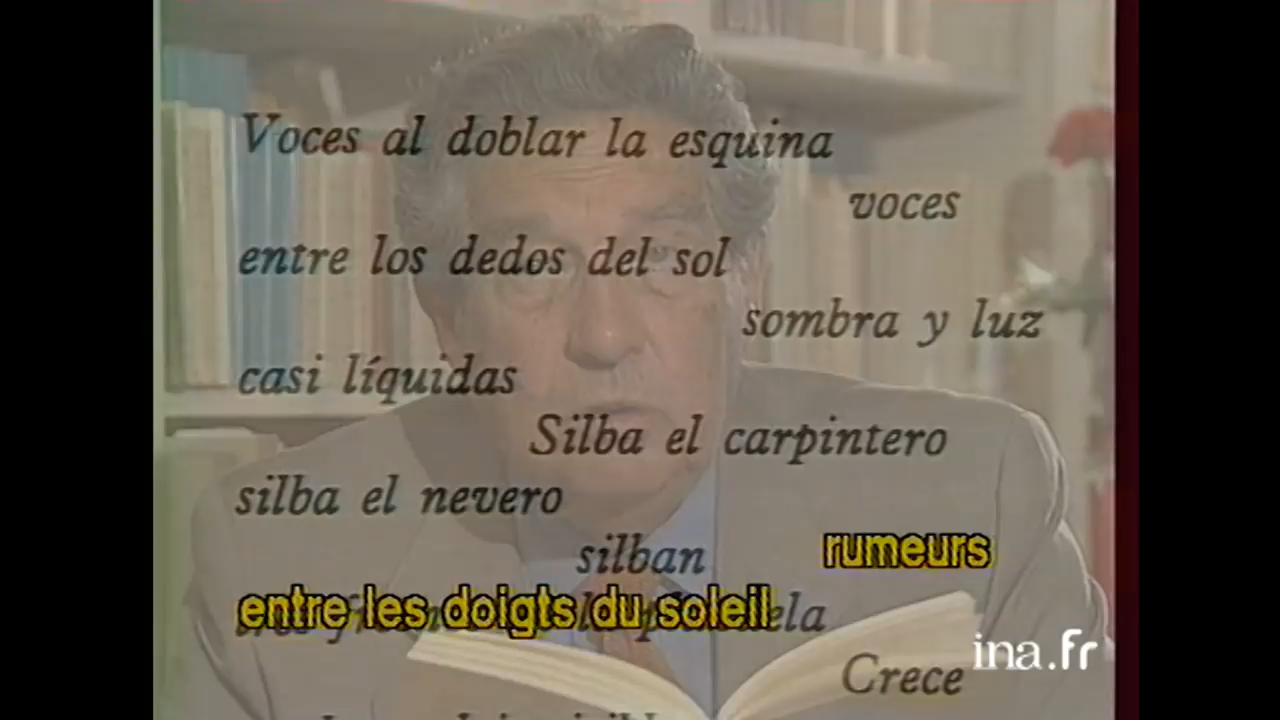 Voces al doblar la esquina
voces
entre los dedos del sol
sombra y luz
casi líquidas
Silba el carpintero
silba el nevero
silban
rumeurs
entre les doigts du soleil
Crece
ina.fr